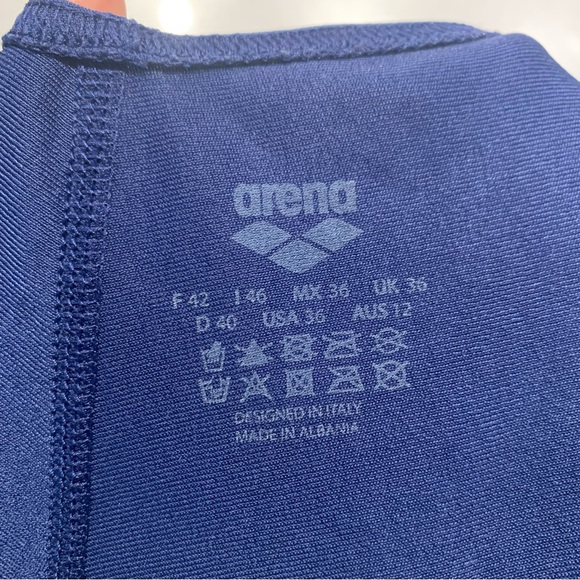 arena
F 42 I 46 MX 36 UK 36
D 40 USA 36 AUS 12
DESIGNED IN ITALY
MADE IN ALBANIA